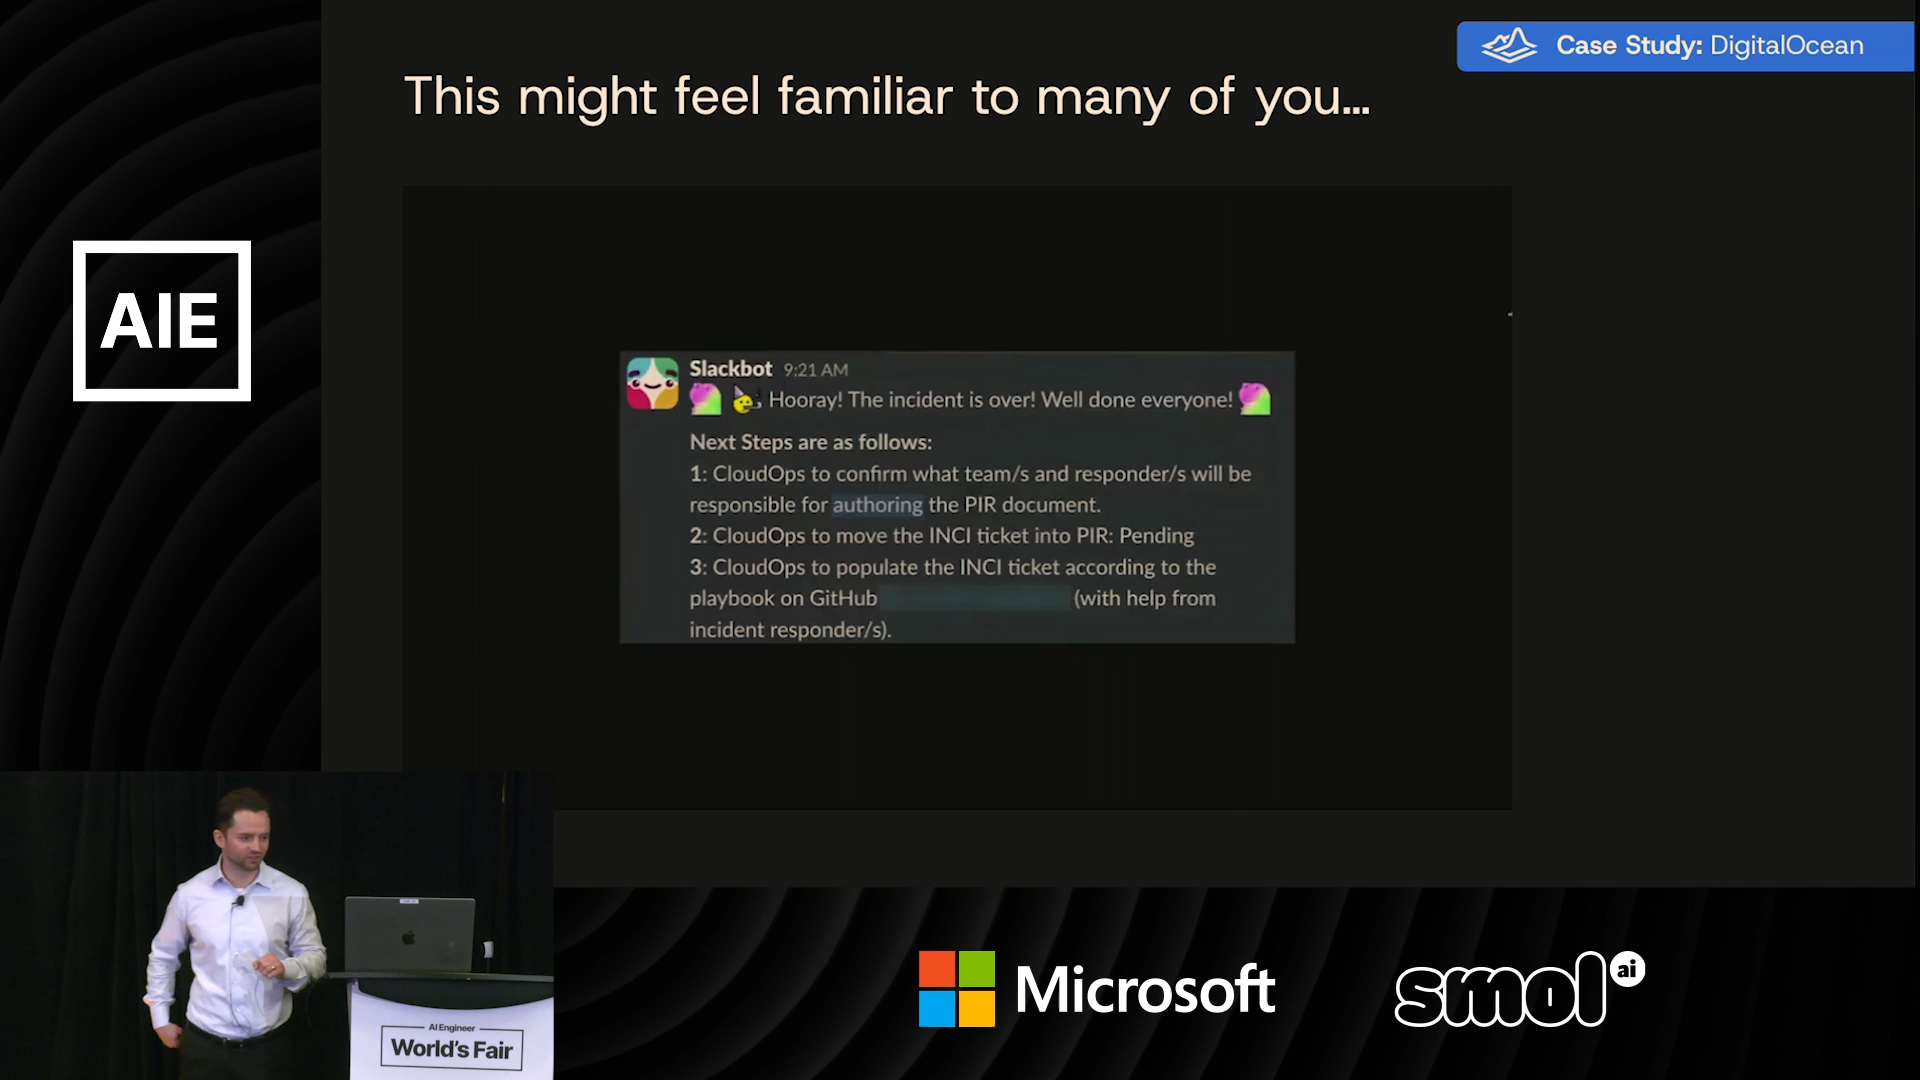 Case Study: DigitalOcean
This might feel familiar to many of you...
AIE
Slackbot 9:21 AM
Hooray! The incident is over! Well done everyone!
Next Steps are as follows:
1: CloudOps to confirm what team/s and responder/s will be
responsible for authoring the PIR document.
2: CloudOps to move the INCI ticket into PIR: Pending
3: CloudOps to populate the INCI ticket according to the
playbook on GitHub (with help from
incident responder/s).
AI Engineer
World's Fair
Microsoft
smol ai